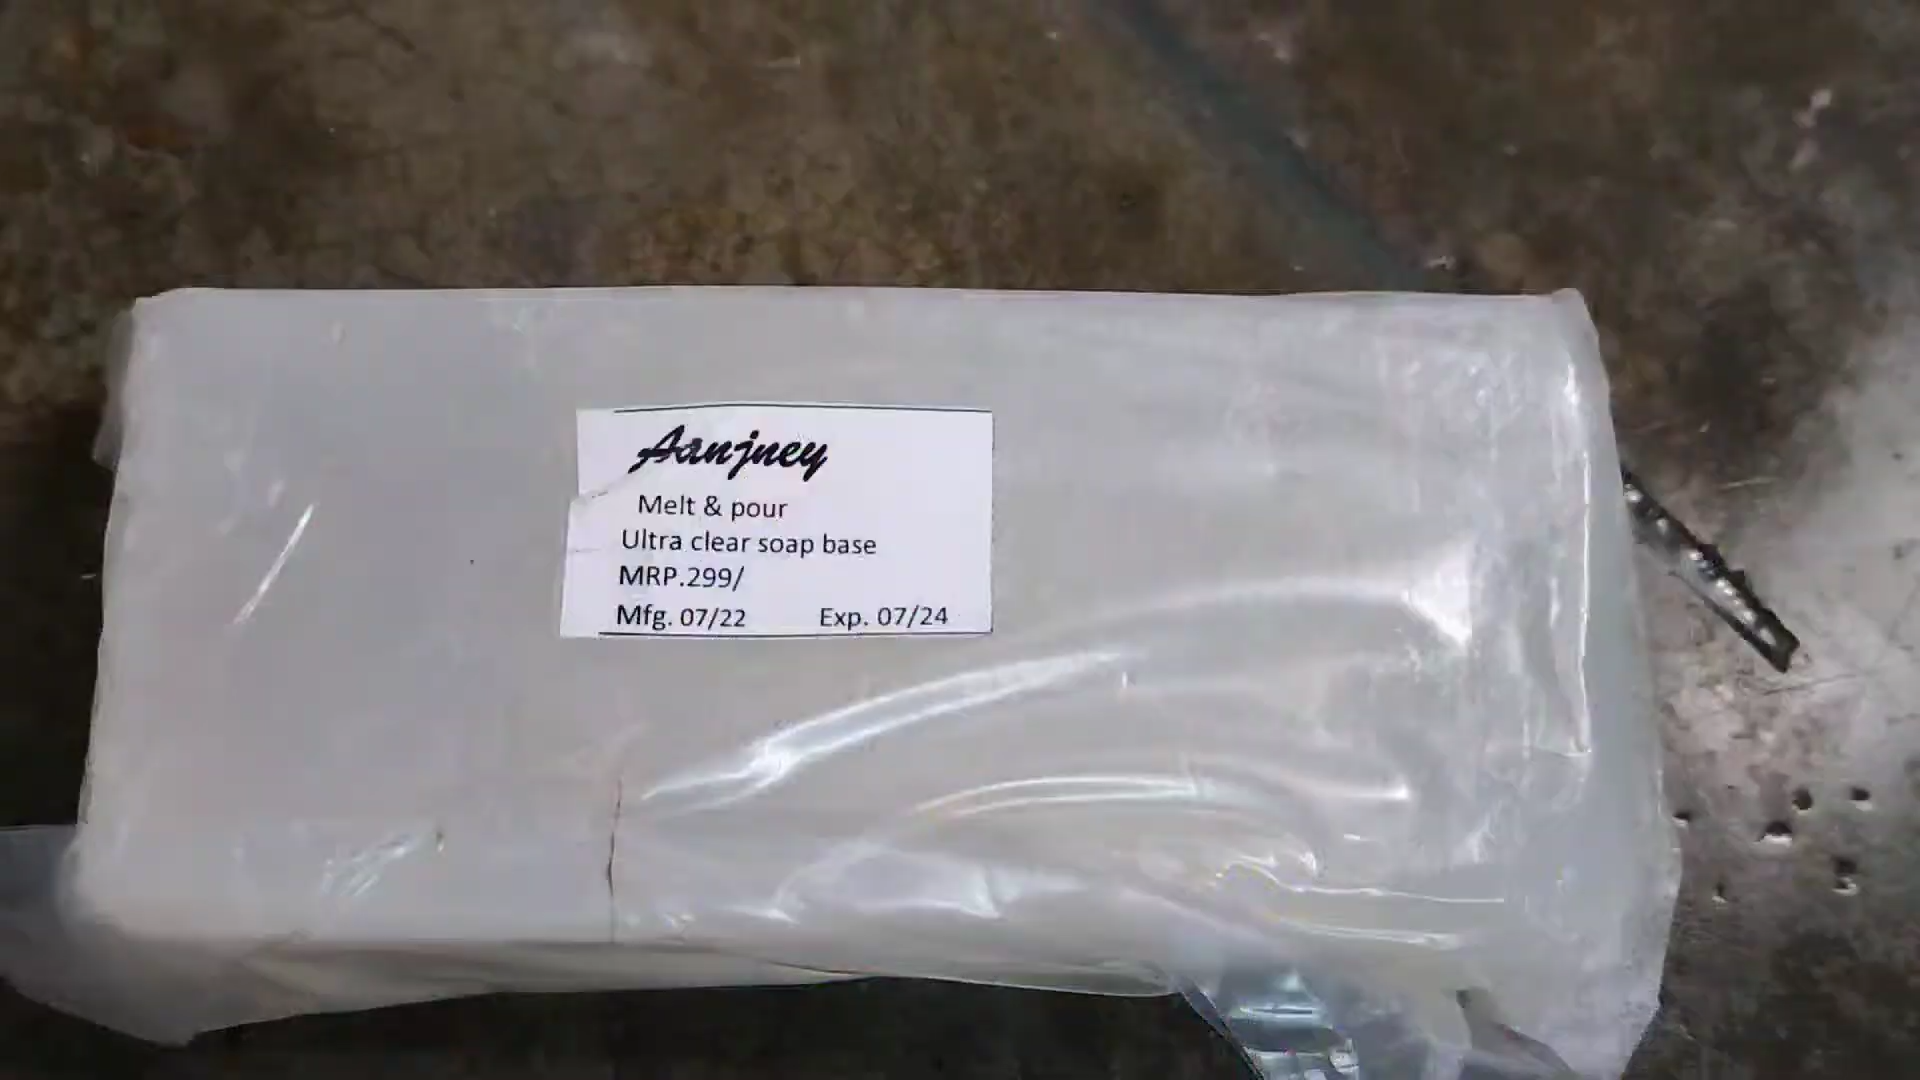 Aanjney
Melt & pour
Ultra clear soap base
MRP.299/
Mfg. 07/22 Exp. 07/24